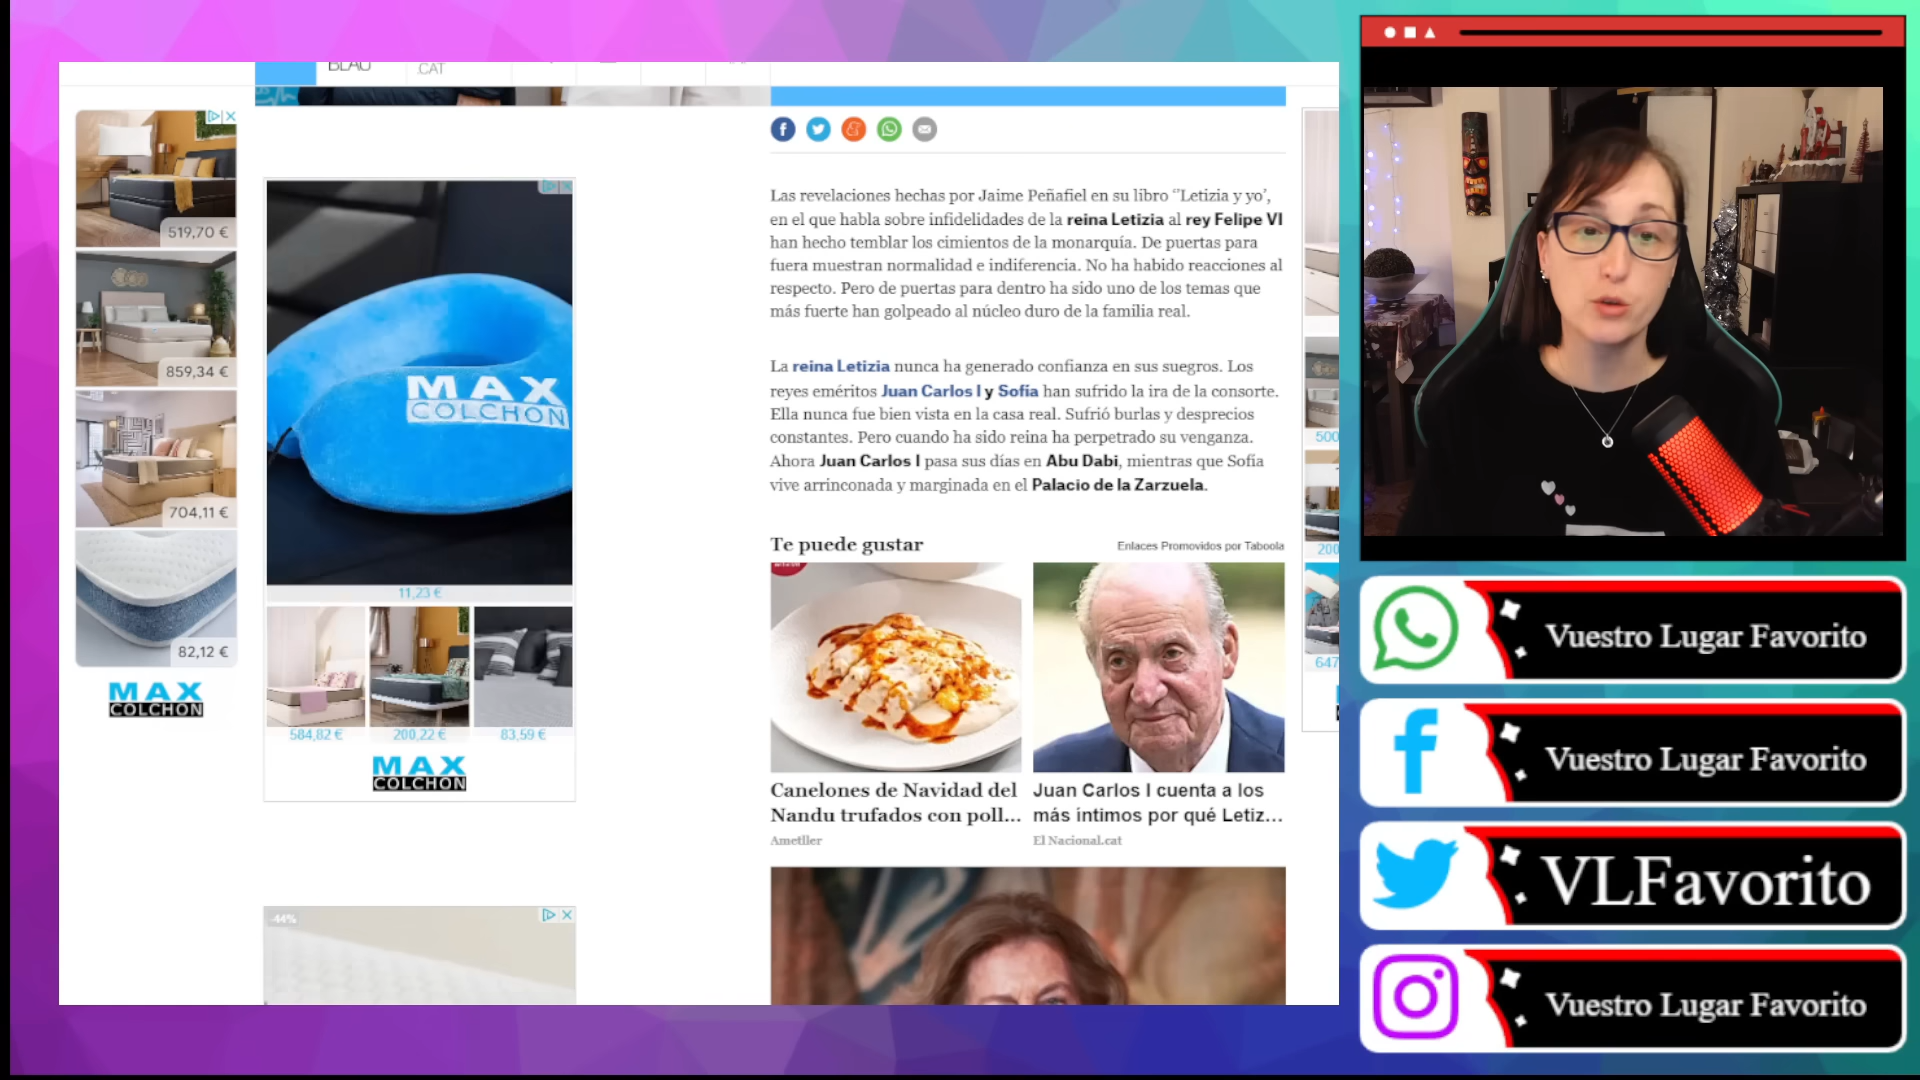 BLAU
.CAT
519,70 €
859,34 €
704,11 €
82,12 €
MAX
COLCHON
MAX
COLCHON
11,23 €
584,82 €
200,22 €
83,59 €
MAX
COLCHON
-44%
Las revelaciones hechas por Jaime Peñafiel en su libro ‘'Letizia y yo’,
en el que habla sobre infidelidades de la reina Letizia al rey Felipe VI
han hecho temblar los cimientos de la monarquía. De puertas para
fuera muestran normalidad e indiferencia. No ha habido reacciones al
respecto. Pero de puertas para dentro ha sido uno de los temas que
más fuerte han golpeado al núcleo duro de la familia real.
La reina Letizia nunca ha generado confianza en sus suegros. Los
reyes eméritos Juan Carlos I y Sofía han sufrido la ira de la consorte.
Ella nunca fue bien vista en la casa real. Sufrió burlas y desprecios
constantes. Pero cuando ha sido reina ha perpetrado su venganza.
Ahora Juan Carlos I pasa sus días en Abu Dabi, mientras que Sofía
vive arrinconada y marginada en el Palacio de la Zarzuela.
Te puede gustar
Enlaces Promovidos por Taboola
Canelones de Navidad del
Nandu trufados con poll...
Ametller
Juan Carlos I cuenta a los
más íntimos por qué Letiz...
El Nacional.cat
500
200
647
Vuestro Lugar Favorito
Vuestro Lugar Favorito
VLFavorito
Vuestro Lugar Favorito